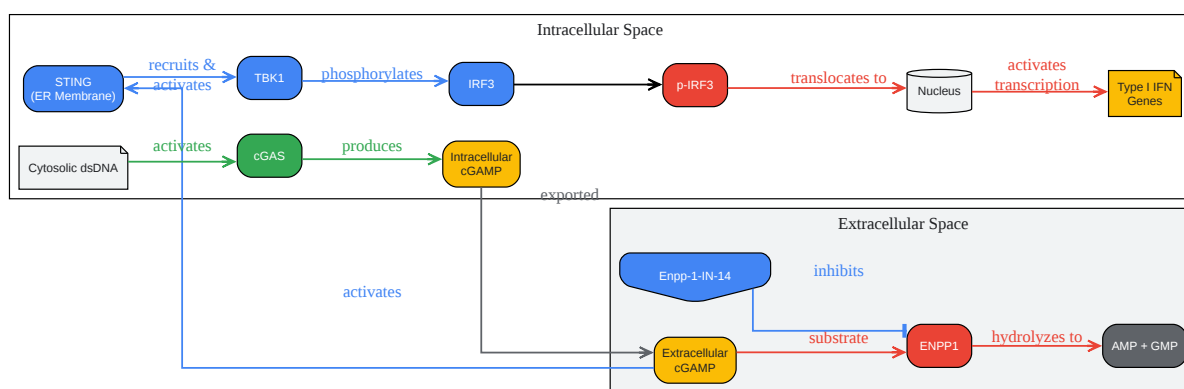 Intracellular Space
STING
(ER Membrane)
recruits &
activates
TBK1
phosphorylates
IRF3
p-IRF3
translocates to
Nucleus
activates
transcription
Type I IFN
Genes
Cytosolic dsDNA
activates
cGAS
produces
Intracellular
cGAMP
exported
Extracellular Space
Enpp-1-IN-14
inhibits
activates
Extracellular
cGAMP
substrate
ENPP1
hydrolyzes to
AMP + GMP